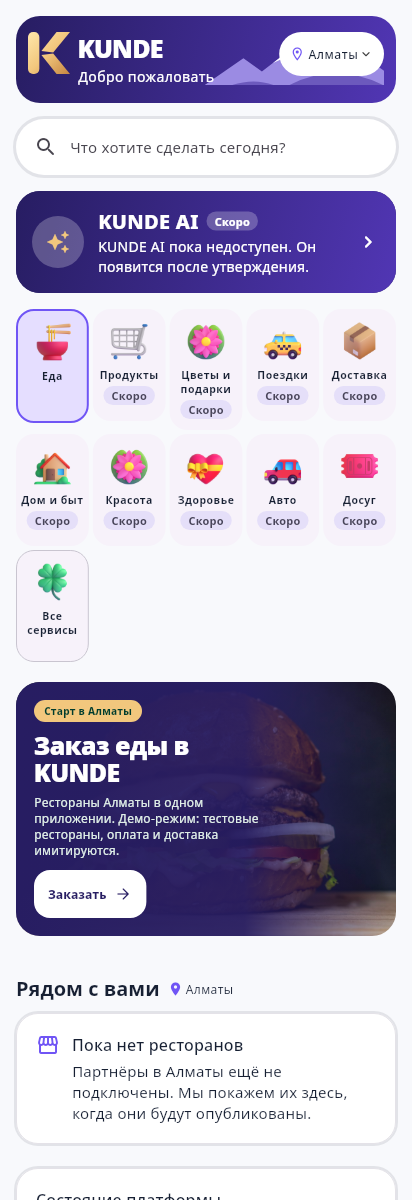 KUNDE
Добро пожаловать
Алматы
Что хотите сделать сегодня?
KUNDE AI Скоро
KUNDE AI пока недоступен. Он
появится после утверждения.
Еда
Продукты
Скоро
Цветы и
подарки
Скоро
Поездки
Скоро
Доставка
Скоро
Дом и быт
Скоро
Красота
Скоро
Здоровье
Скоро
Авто
Скоро
Досуг
Скоро
Все
сервисы
Старт в Алматы
Заказ еды в
KUNDE
Рестораны Алматы в одном
приложении. Демо-режим: тестовые
рестораны, оплата и доставка
имитируются.
Заказать
Рядом с вами Алматы
Пока нет ресторанов
Партнёры в Алматы ещё не
подключены. Мы покажем их здесь,
когда они будут опубликованы.
Состояние платформы